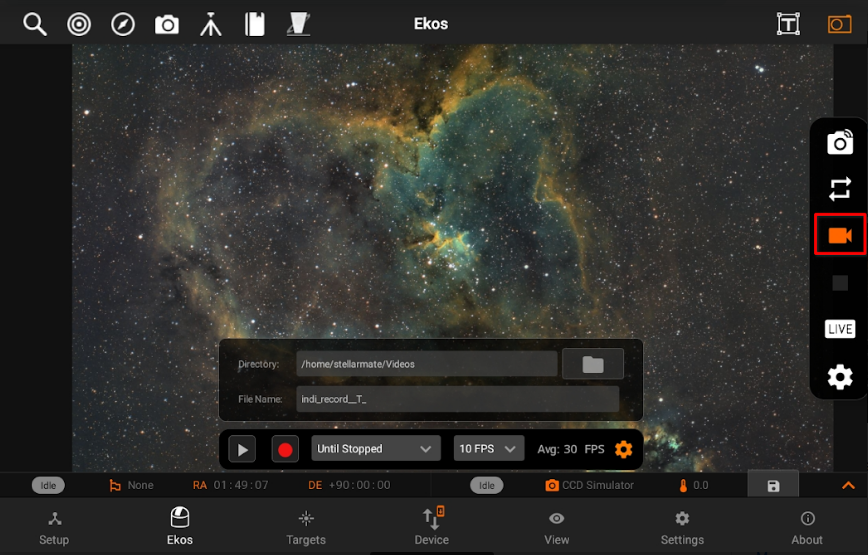 Ekos
T
LIVE
Directory: /home/stellarmate/Videos
File Name: indi_record__T_
Until Stopped 10 FPS Avg: 30 FPS
Idle None RA 01:49:07 DE +90:00:00 Idle CCD Simulator 0.0
Setup Ekos Targets Device View Settings About